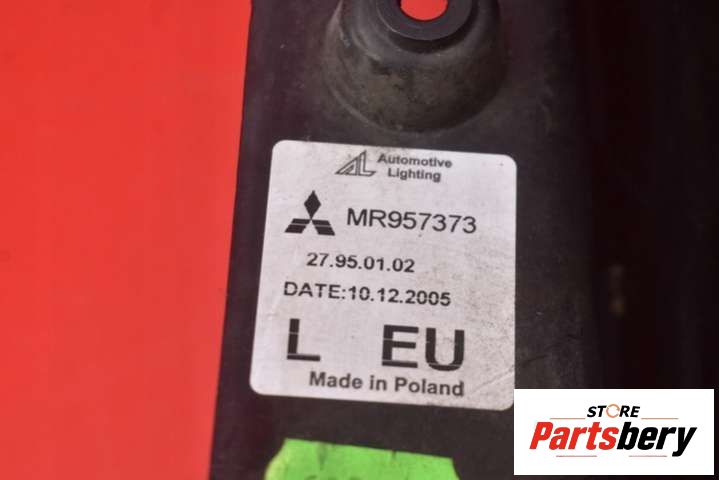 Automotive
Lighting
MR957373
27.95.01.02
DATE:10.12.2005
L EU
Made in Poland
STORE
Partsbery